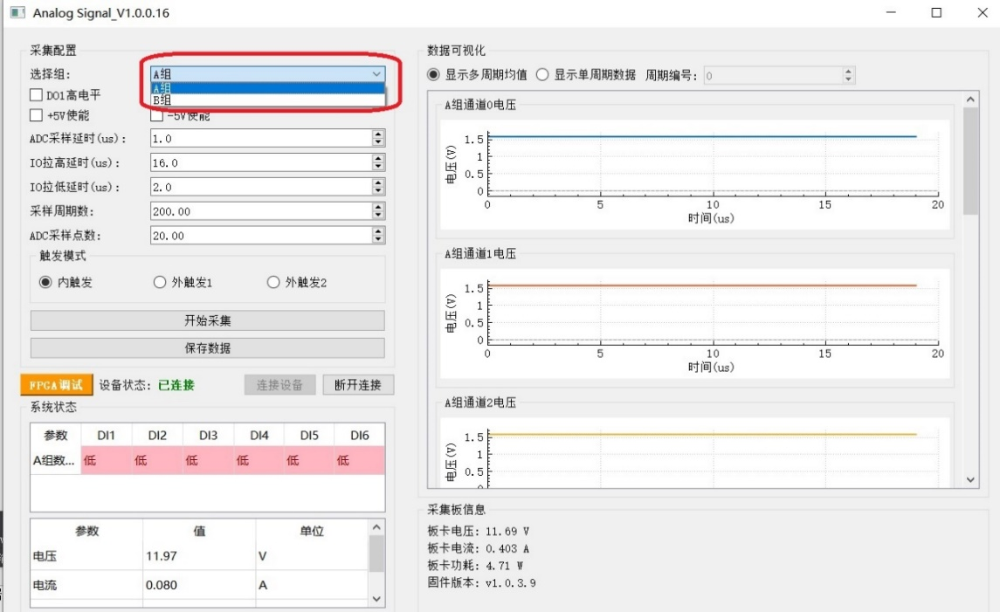 Analog Signal_V1.0.0.16
采集配置
选择组: A组
A组
B组
DO1高电平
+5V使能 -5V使能
ADC采样延时(us): 1.0
IO拉高延时(us): 16.0
IO拉低延时(us): 2.0
采样周期数: 200.00
ADC采样点数: 20.00
触发模式
内触发 外触发1 外触发2
开始采集
保存数据
FPGA调试 设备状态: 已连接 连接设备 断开连接
系统状态
参数 DI1 DI2 DI3 DI4 DI5 DI6
A组数... 低 低 低 低 低 低
参数 值 单位
电压 11.97 V
电流 0.080 A
数据可视化
显示多周期均值 显示单周期数据 周期编号: 0
A组通道0电压
电压(V)
1.5
1
0.5
0
0 5 10 15 20
时间(us)
A组通道1电压
电压(V)
1.5
1
0.5
0
0 5 10 15 20
时间(us)
A组通道2电压
电压(V)
1.5
1
0.5
采集板信息
板卡电压: 11.69 V
板卡电流: 0.403 A
板卡功耗: 4.71 W
固件版本: v1.0.3.9